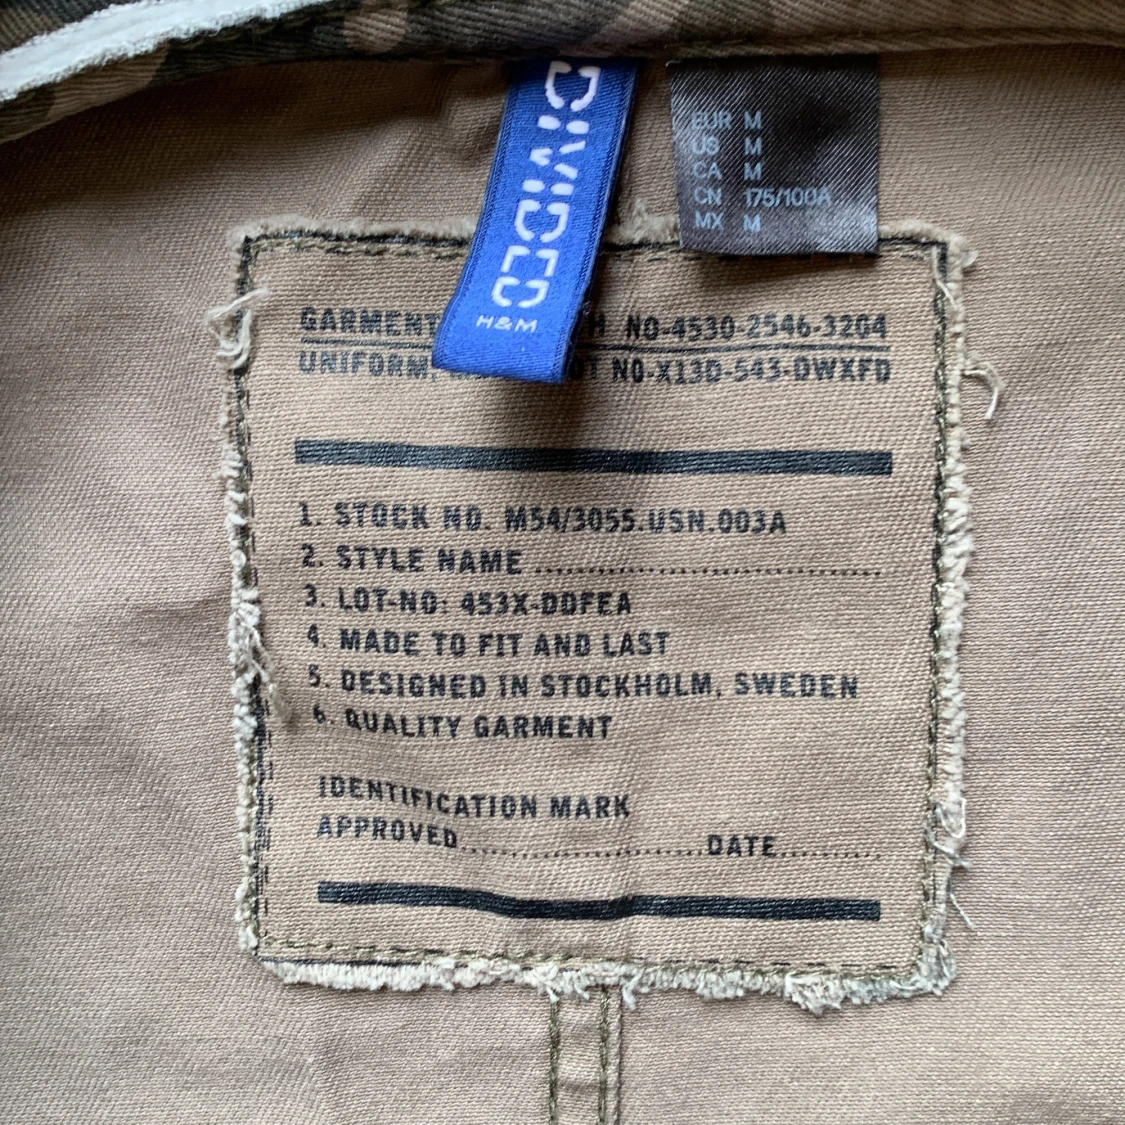 DIVIDED
H&M
EUR M
US M
CA M
CN 175/100A
MX M
GARMENT H NO-4530-2546-3204
UNIFORM, OT NO-X13D-543-DWXFD
1. STOCK NO. M54/3055.USN.003A
2. STYLE NAME ........................................
3. LOT-NO: 453X-DDFEA
4. MADE TO FIT AND LAST
5. DESIGNED IN STOCKHOLM, SWEDEN
6. QUALITY GARMENT
IDENTIFICATION MARK
APPROVED............................DATE...........